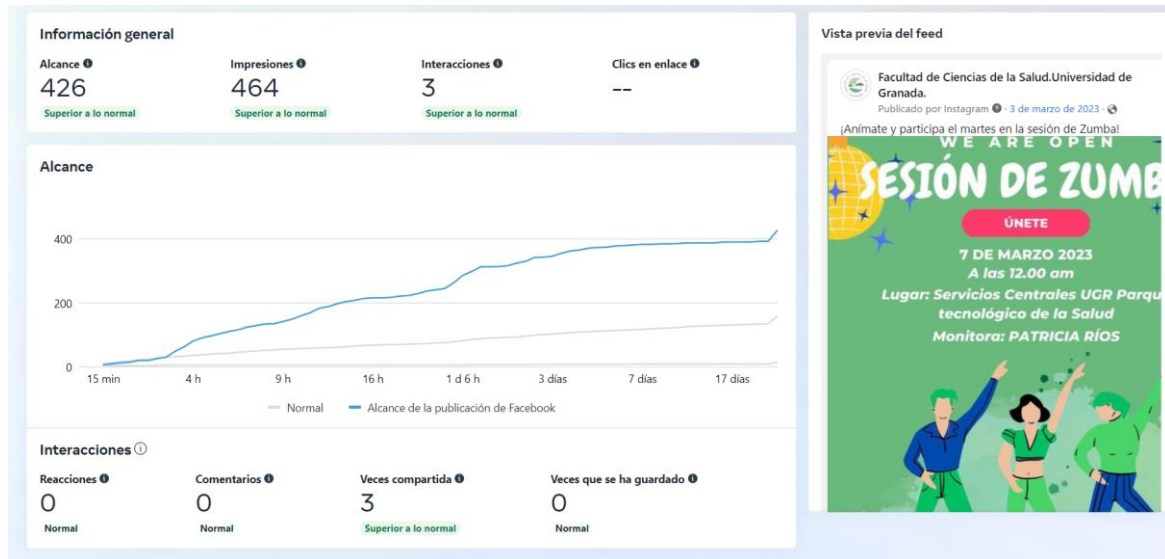 Información general
Alcance
426
Superior a lo normal
Impresiones
464
Superior a lo normal
Interacciones
3
Superior a lo normal
Clics en enlace
--
Alcance
400
200
0
15 min 4 h 9 h 16 h 1 d 6 h 3 días 7 días 17 días
Normal Alcance de la publicación de Facebook
Interacciones
Reacciones
0
Normal
Comentarios
0
Normal
Veces compartida
3
Superior a lo normal
Veces que se ha guardado
0
Normal
Vista previa del feed
Facultad de Ciencias de la Salud.Universidad de
Granada.
Publicado por Instagram · 3 de marzo de 2023 ·
¡Anímate y participa el martes en la sesión de Zumba!
WE ARE OPEN
SESIÓN DE ZUMB
ÚNETE
7 DE MARZO 2023
A las 12.00 am
Lugar: Servicios Centrales UGR Parqu
tecnológico de la Salud
Monitora: PATRICIA RÍOS